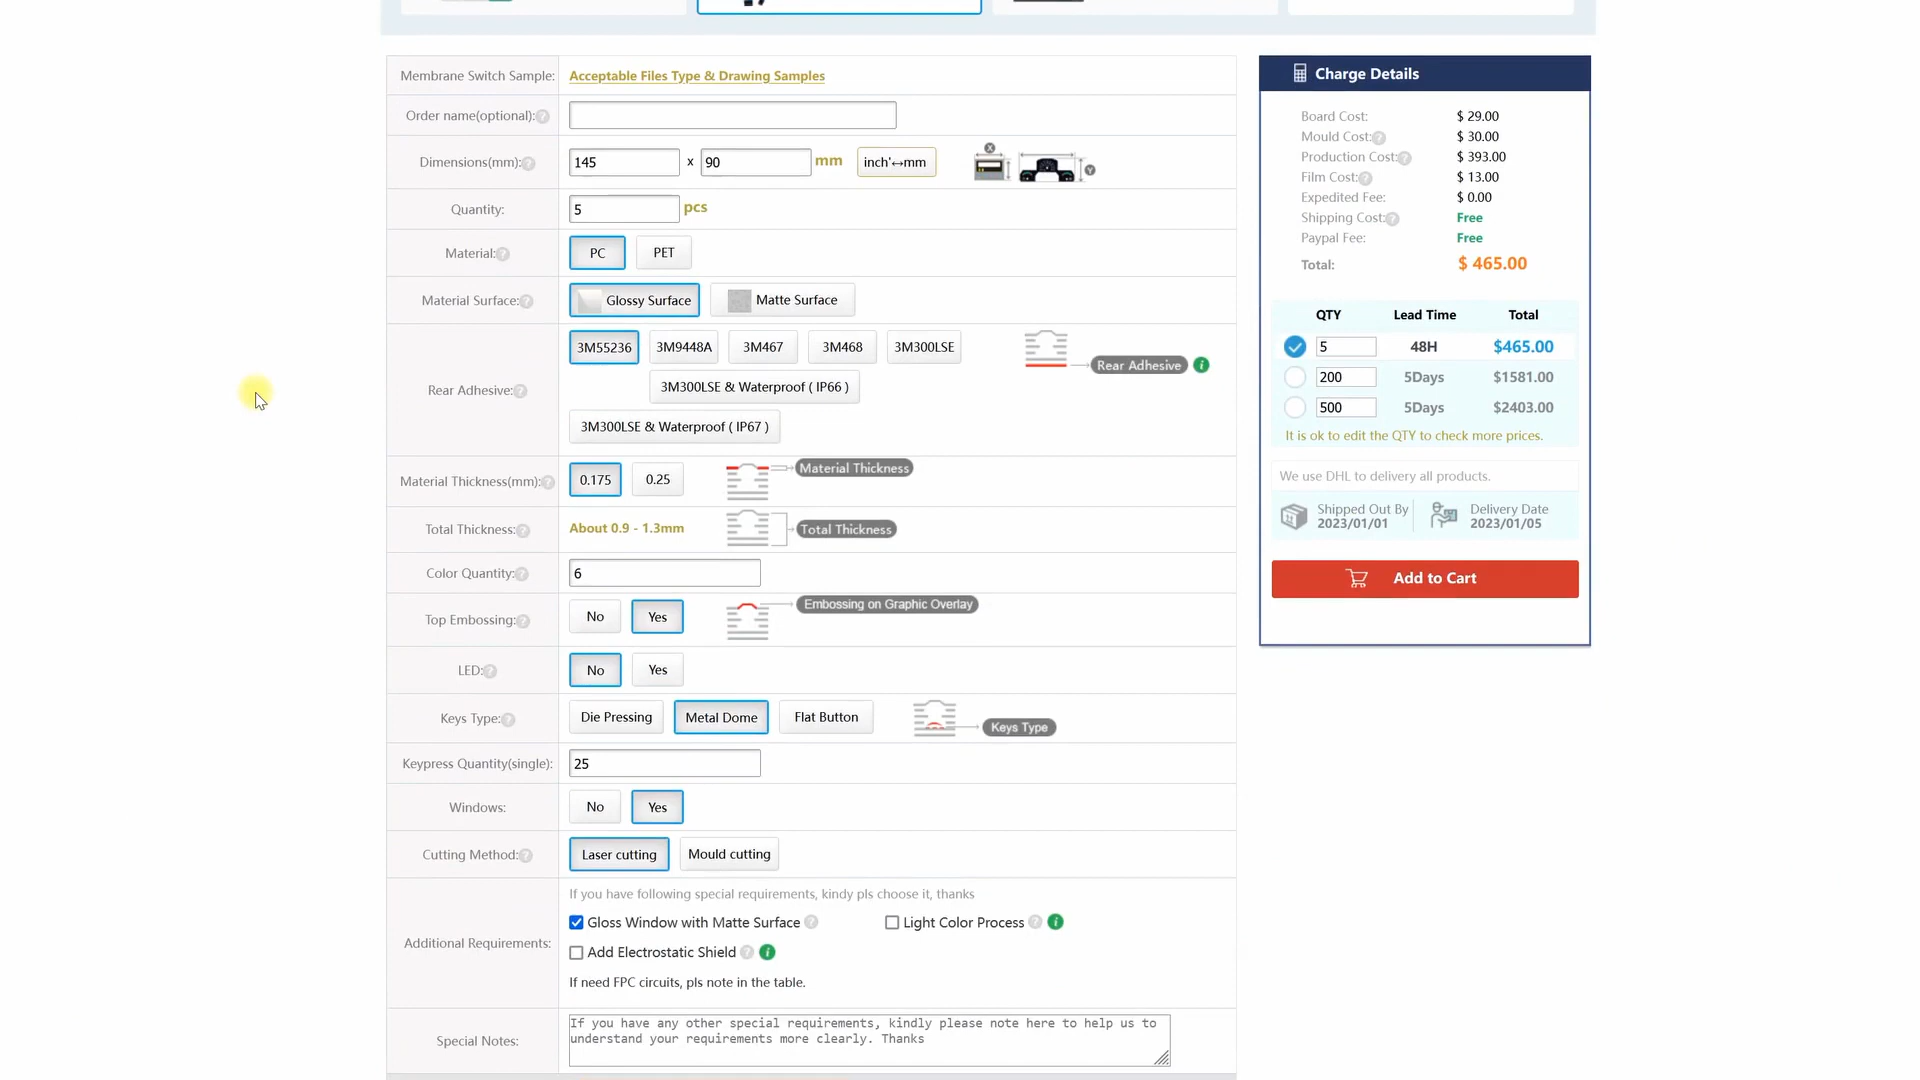 Membrane Switch Sample: Acceptable Files Type & Drawing Samples
Order name(optional):?
Dimensions(mm):? 145 x 90 mm inch'↔mm X Y
Quantity: 5 pcs
Material:? PC PET
Material Surface:? Glossy Surface Matte Surface
Rear Adhesive:? 3M55236 3M9448A 3M467 3M468 3M300LSE Rear Adhesive i
3M300LSE & Waproof ( IP66 )
3M300LSE & Waterproof ( IP67 )
Material Thickness(mm):? 0.175 0.25 Material Thickness
Total Thickness:? About 0.9 - 1.3mm Total Thickness
Color Quantity:? 6
Top Embossing:? No Yes Embossing on Graphic Overlay
LED:? No Yes
Keys Type:? Die Pressing Metal Dome Flat Button Keys Type
Keypress Quantity(single): 25
Windows: No Yes
Cutting Method:? Laser cutting Mould cutting
Additional Requirements:
If you have following special requirements, kindy pls choose it, thanks
Gloss Window with Matte Surface ? Light Color Process ? i
Add Electrostatic Shield ? i
If need FPC circuits, pls note in the table.
Special Notes:
If you have any other special requirements, kindly please note here to help us to
understand your requirements more clearly. Thanks
Charge Details
Board Cost: $ 29.00
Mould Cost:? $ 30.00
Production Cost:? $ 393.00
Film Cost:? $ 13.00
Expedited Fee: $ 0.00
Shipping Cost:? Free
Paypal Fee: Free
Total: $ 465.00
QTY Lead Time Total
5 48H $465.00
200 5Days $1581.00
500 5Days $2403.00
It is ok to edit the QTY to check more prices.
We use DHL to delivery all products.
Shipped Out By
2023/01/01
Delivery Date
2023/01/05
Add to Cart